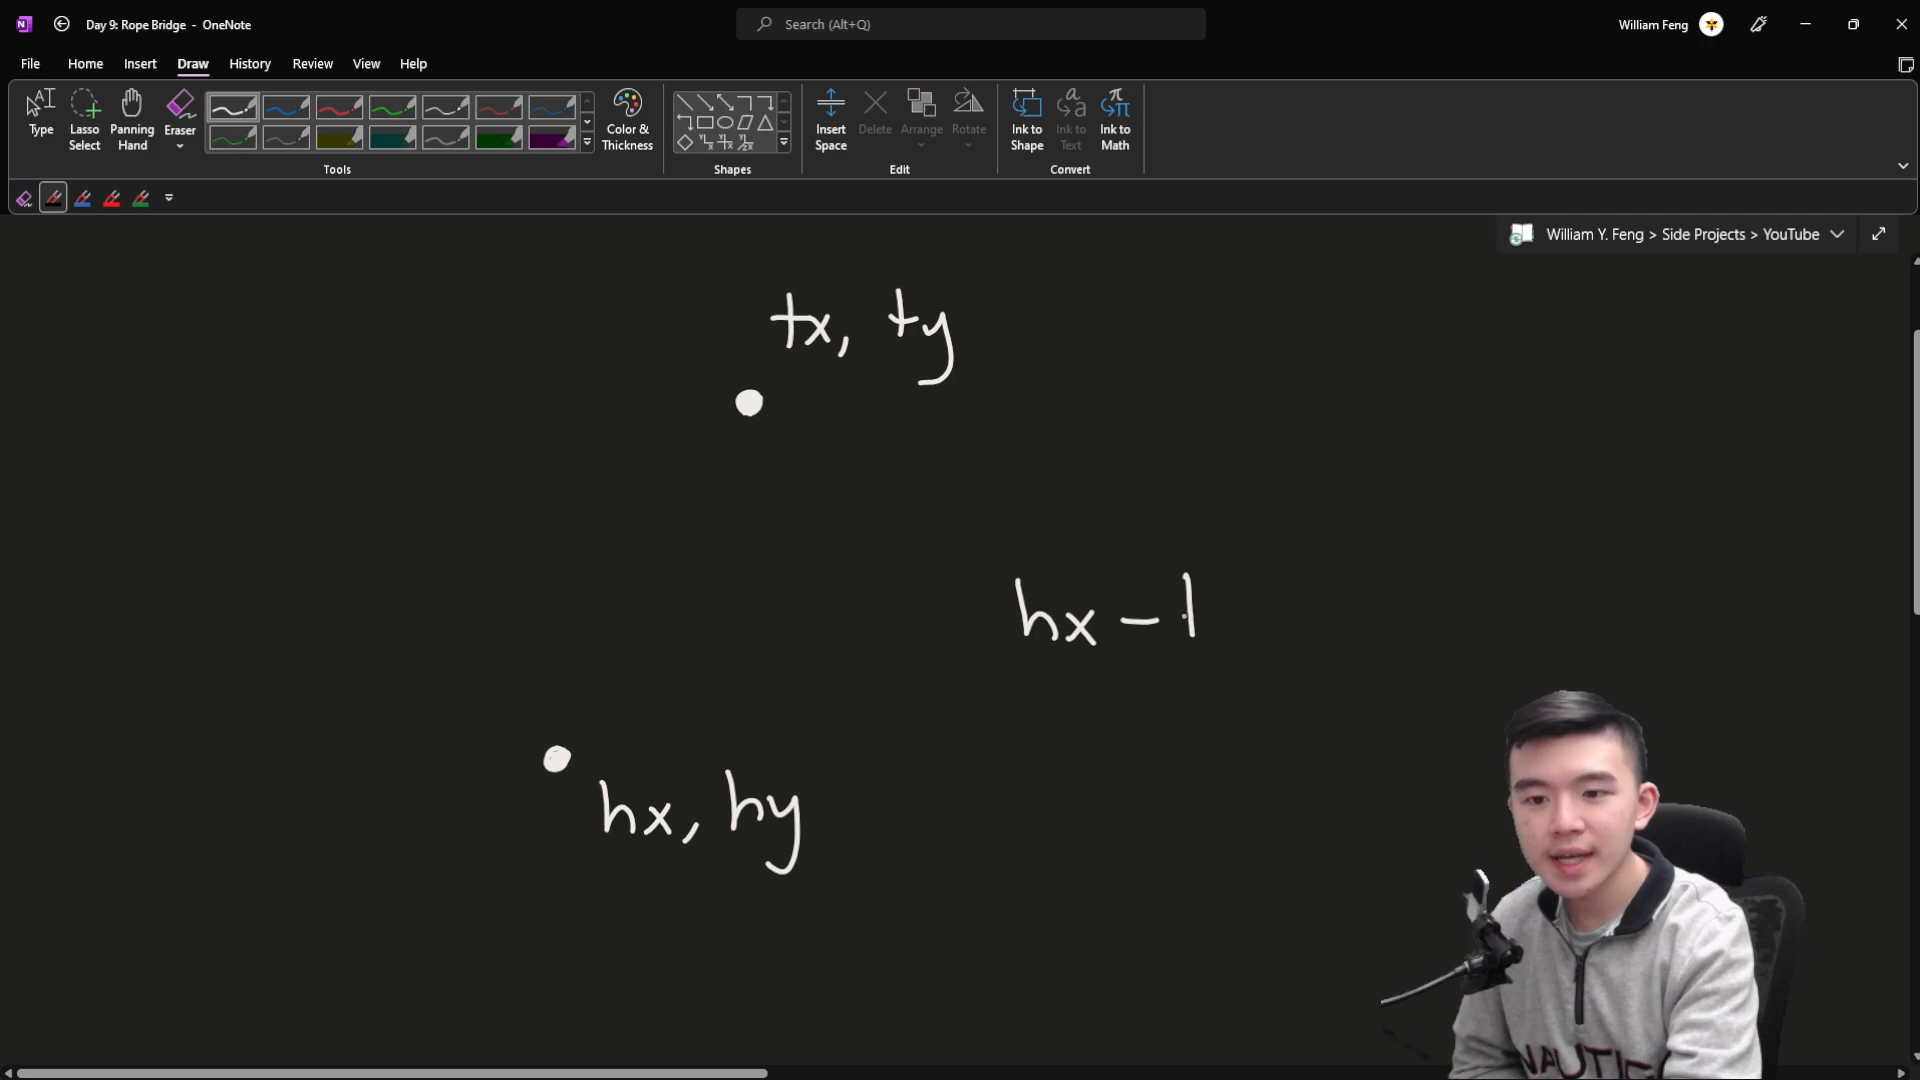 Day 9: Rope Bridge - OneNote
Search (Alt+Q)
William Feng
File Home Insert Draw History Review View Help
Type
Lasso Select
Panning Hand
Eraser
Color & Thickness
Insert Space
Delete
Arrange
Rotate
Ink to Shape
Ink to Text
Ink to Math
Tools
Shapes
Edit
Convert
William Y. Feng > Side Projects > YouTube
tx, ty
hx - 1
hx, hy
NAUTIC